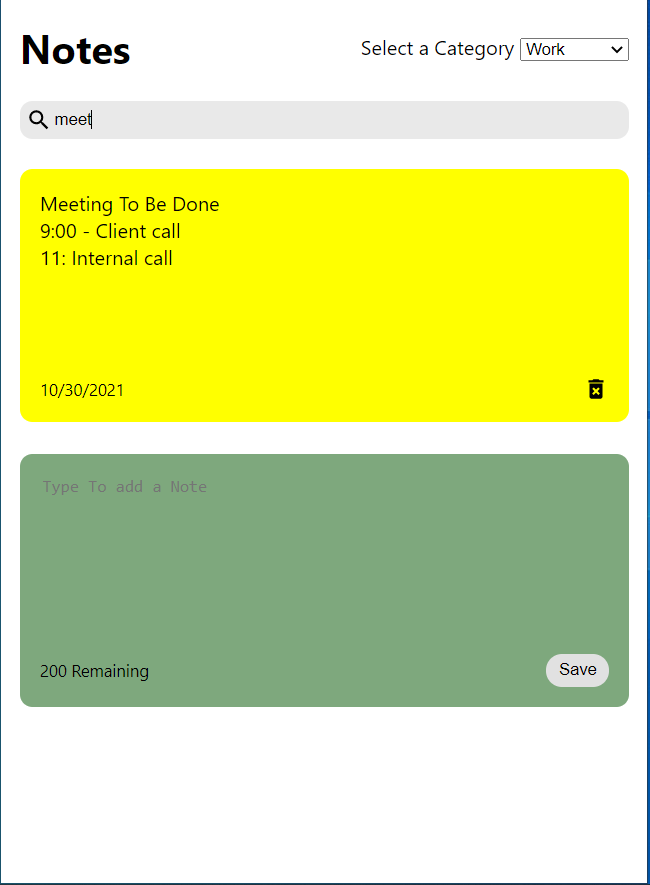 Notes
Select a Category Work
meet
Meeting To Be Done
9:00 - Client call
11: Internal call
10/30/2021
Type To add a Note
200 Remaining
Save